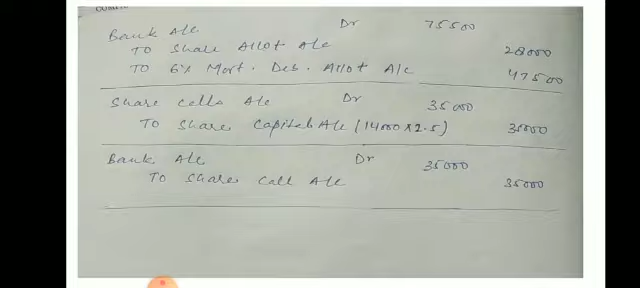 Bank A/c Dr 75500
To Share Allot A/c 28000
To 6% Mort. Deb. Allot A/c 47500
Share Calls A/c Dr 35000
To Share Capital A/c (14000 × 2.5) 35000
Bank A/c Dr 35000
To Share Call A/c 35000